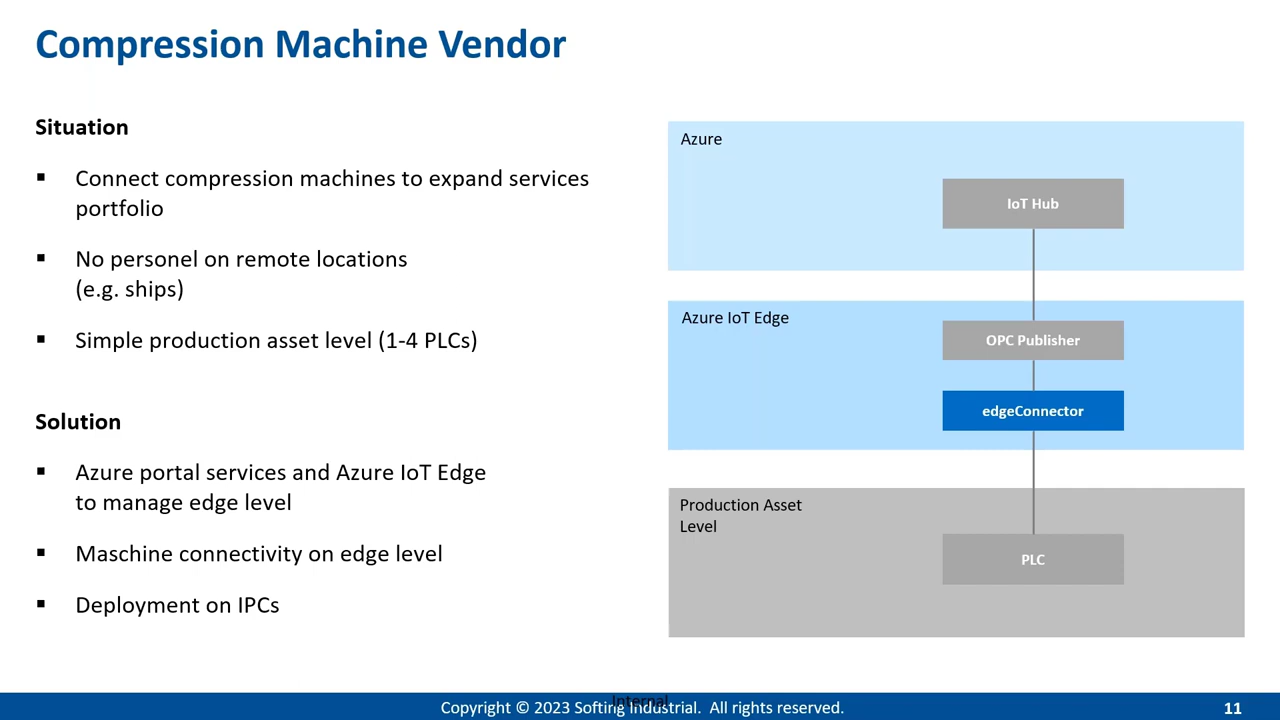 Compression Machine Vendor
Situation
▪ Connect compression machines to expand services
portfolio
▪ No personel on remote locations
(e.g. ships)
▪ Simple production asset level (1-4 PLCs)
Solution
▪ Azure portal services and Azure IoT Edge
to manage edge level
▪ Maschine connectivity on edge level
▪ Deployment on IPCs
Azure
IoT Hub
Azure IoT Edge
OPC Publisher
edgeConnector
Production Asset
Level
PLC
Internal
Copyright © 2023 Softing Industrial. All rights reserved.
11